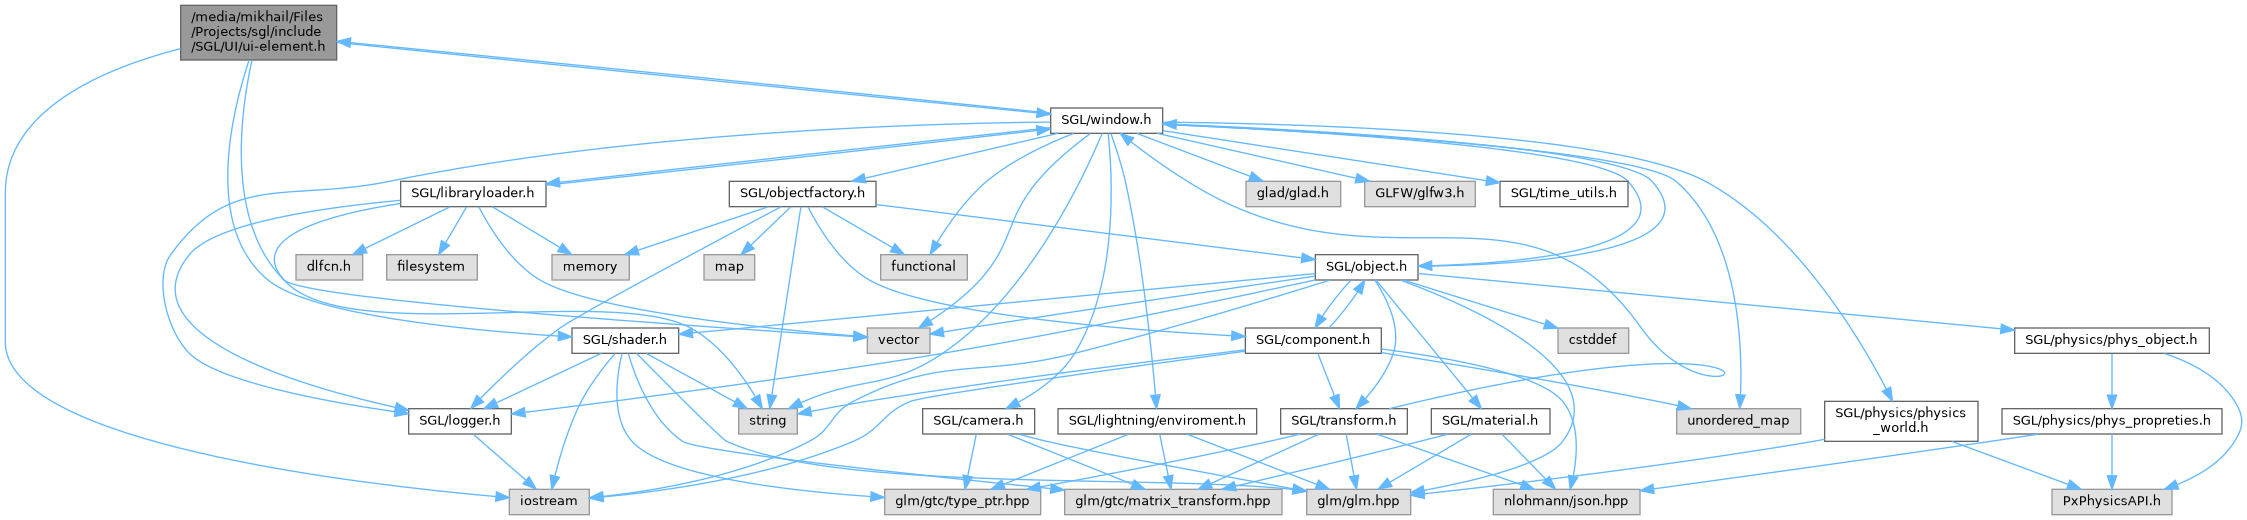 /media/mikhail/Files
/Projects/sgl/include
/SGL/UI/ui-element.h
SGL/window.h
SGL/libraryloader.h
SGL/objectfactory.h
glad/glad.h
GLFW/glfw3.h
SGL/time_utils.h
dlfcn.h
filesystem
memory
map
functional
SGL/object.h
SGL/shader.h
vector
SGL/component.h
cstddef
SGL/physics/phys_object.h
SGL/logger.h
string
SGL/camera.h
SGL/lightning/enviroment.h
SGL/transform.h
SGL/material.h
unordered_map
SGL/physics/physics
_world.h
SGL/physics/phys_propreties.h
iostream
glm/gtc/type_ptr.hpp
glm/gtc/matrix_transform.hpp
glm/glm.hpp
nlohmann/json.hpp
PxPhysicsAPI.h